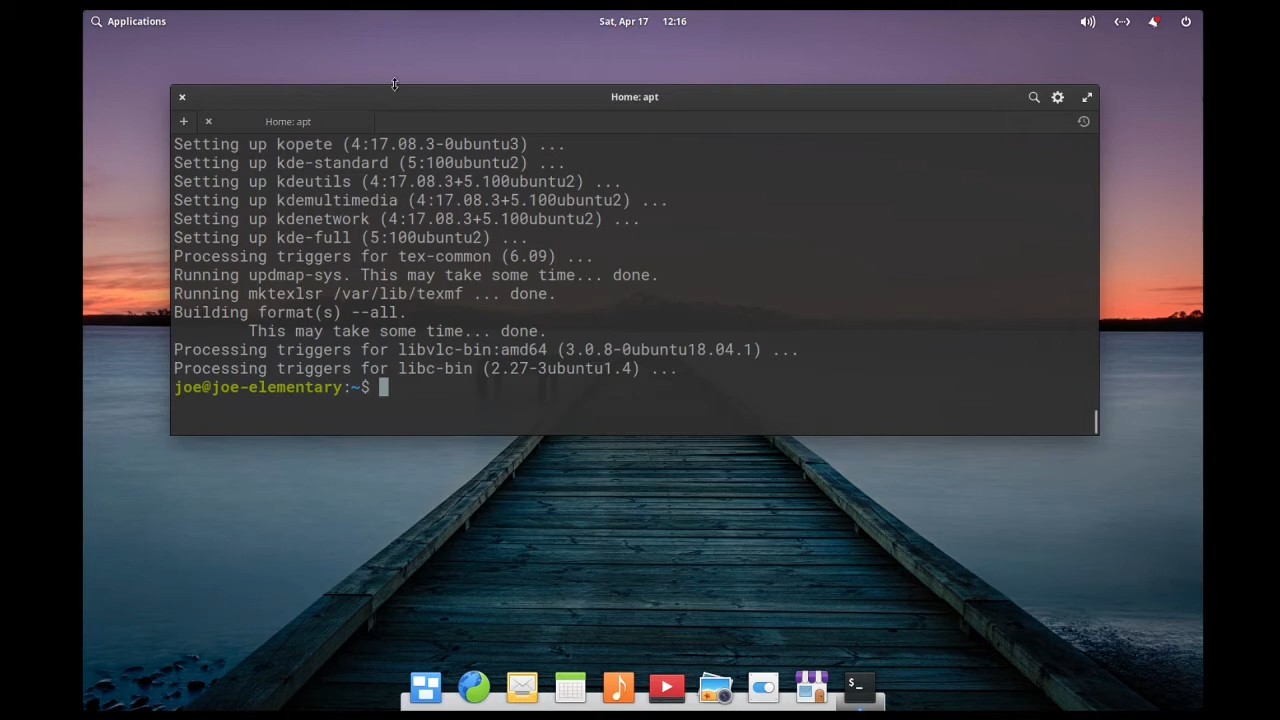 Applications
Sat, Apr 17 12:16
Home: apt
Home: apt
Setting up kopete (4:17.08.3-0ubuntu3) ...
Setting up kde-standard (5:100ubuntu2) ...
Setting up kdeutils (4:17.08.3+5.100ubuntu2) ...
Setting up kdemultimedia (4:17.08.3+5.100ubuntu2) ...
Setting up kdenetwork (4:17.08.3+5.100ubuntu2) ...
Setting up kde-full (5:100ubuntu2) ...
Processing triggers for tex-common (6.09) ...
Running updmap-sys. This may take some time... done.
Running mktexlsr /var/lib/texmf ... done.
Building format(s) --all.
        This may take some time... done.
Processing triggers for libvlc-bin:amd64 (3.0.8-0ubuntu18.04.1) ...
Processing triggers for libc-bin (2.27-3ubuntu1.4) ...
joe@joe-elementary:~$
$_